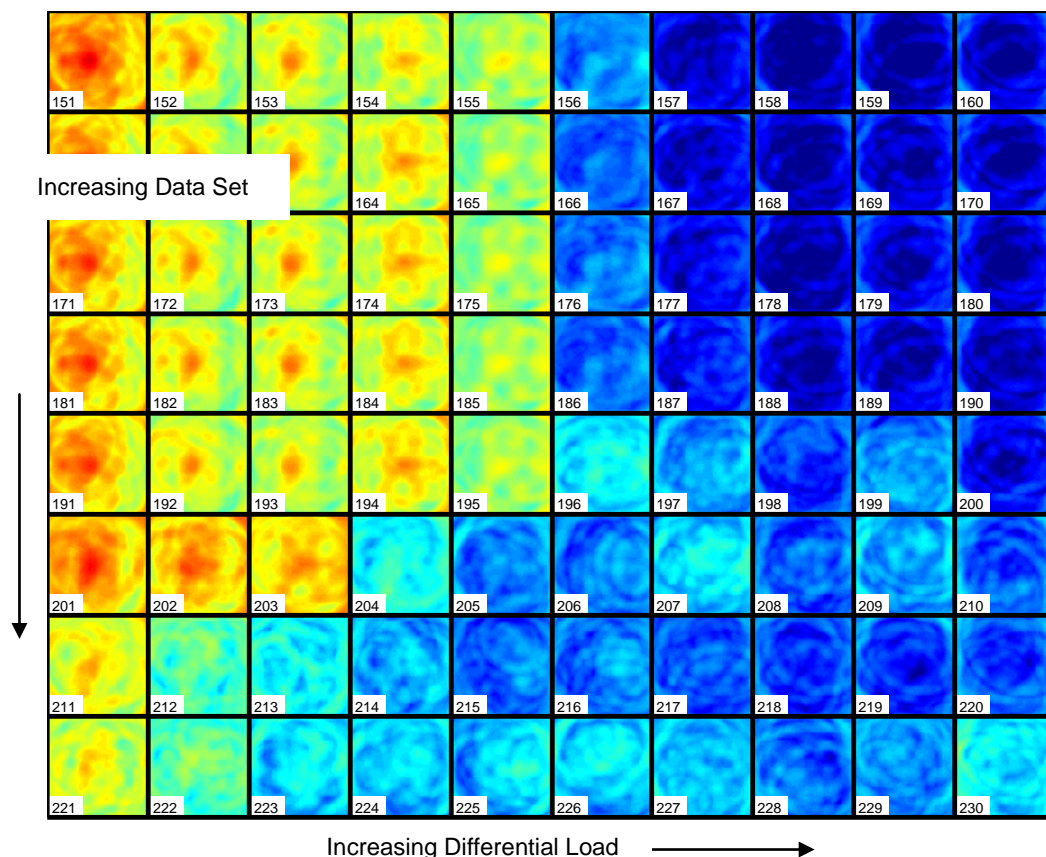 151 152 153 154 155 156 157 158 159 160
Increasing Data Set
164 165 166 167 168 169 170
171 172 173 174 175 176 177 178 179 180
181 182 183 184 185 186 187 188 189 190
191 192 193 194 195 196 197 198 199 200
201 202 203 204 205 206 207 208 209 210
211 212 213 214 215 216 217 218 219 220
221 222 223 224 225 226 227 228 229 230
Increasing Differential Load